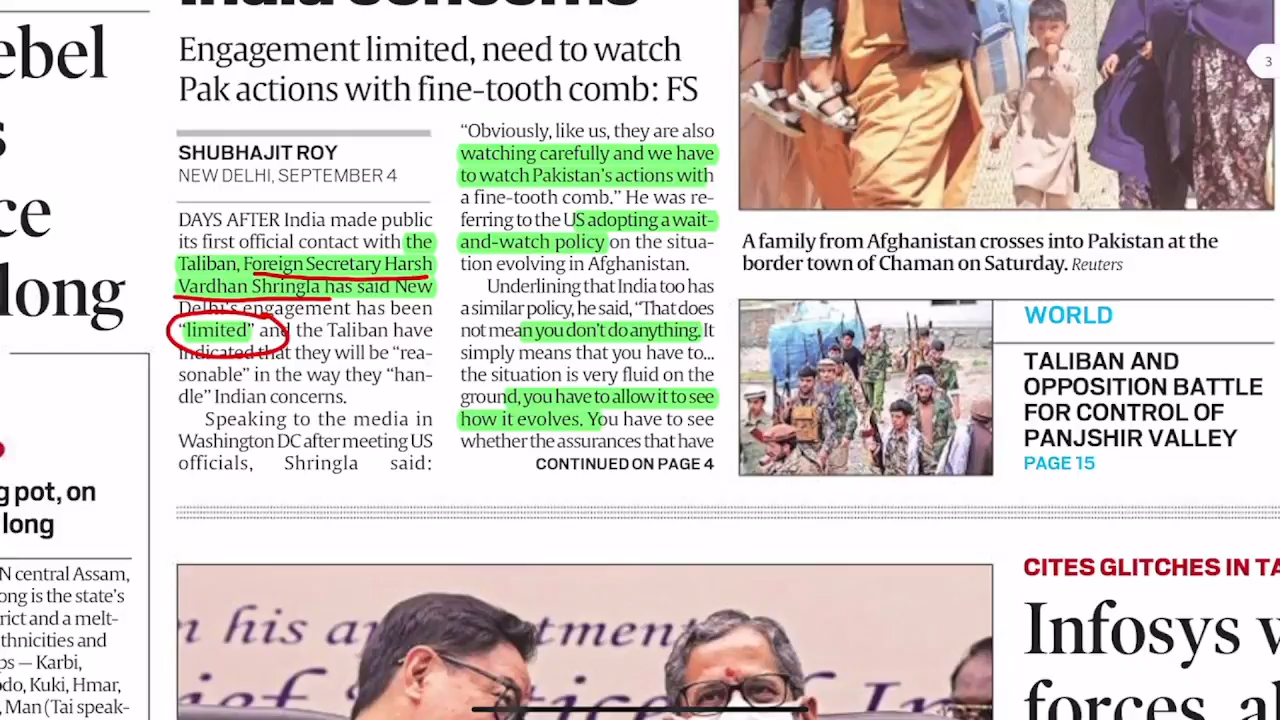 India concerns
Engagement limited, need to watch
Pak actions with fine-tooth comb: FS
SHUBHAJIT ROY
NEW DELHI, SEPTEMBER 4
DAYS AFTER India made public
its first official contact with the
Taliban, Foreign Secretary Harsh
Vardhan Shringla has said New
Delhi's engagement has been
“limited” and the Taliban have
indicated that they will be “rea-
sonable” in the way they “han-
dle” Indian concerns.
Speaking to the media in
Washington DC after meeting US
officials, Shringla said:
“Obviously, like us, they are also
watching carefully and we have
to watch Pakistan's actions with
a fine-tooth comb.” He was re-
ferring to the US adopting a wait-
and-watch policy on the situa-
tion evolving in Afghanistan.
Underlining that India too has
a similar policy, he said, “That does
not mean you don't do anything. It
simply means that you have to...
the situation is very fluid on the
ground, you have to allow it to see
how it evolves. You have to see
whether the assurances that have
CONTINUED ON PAGE 4
3
A family from Afghanistan crosses into Pakistan at the
border town of Chaman on Saturday. Reuters
WORLD
TALIBAN AND
OPPOSITION BATTLE
FOR CONTROL OF
PANJSHIR VALLEY
PAGE 15
ebel
s
ce
long
g pot, on
long
N central Assam,
ong is the state's
rict and a melt-
thnicities and
ps — Karbi,
odo, Kuki, Hmar,
, Man (Tai speak-
n his a tment
ief stice f In
CITES GLITCHES IN TA
Infosys w
forces, al